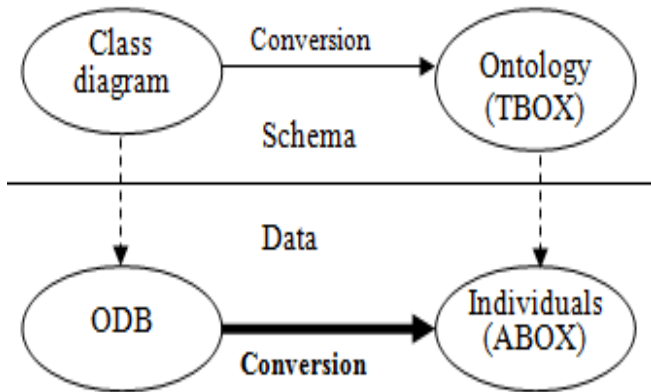 Class
diagram
Conversion
Ontology
(TBOX)
Schema
Data
ODB
Conversion
Individuals
(ABOX)